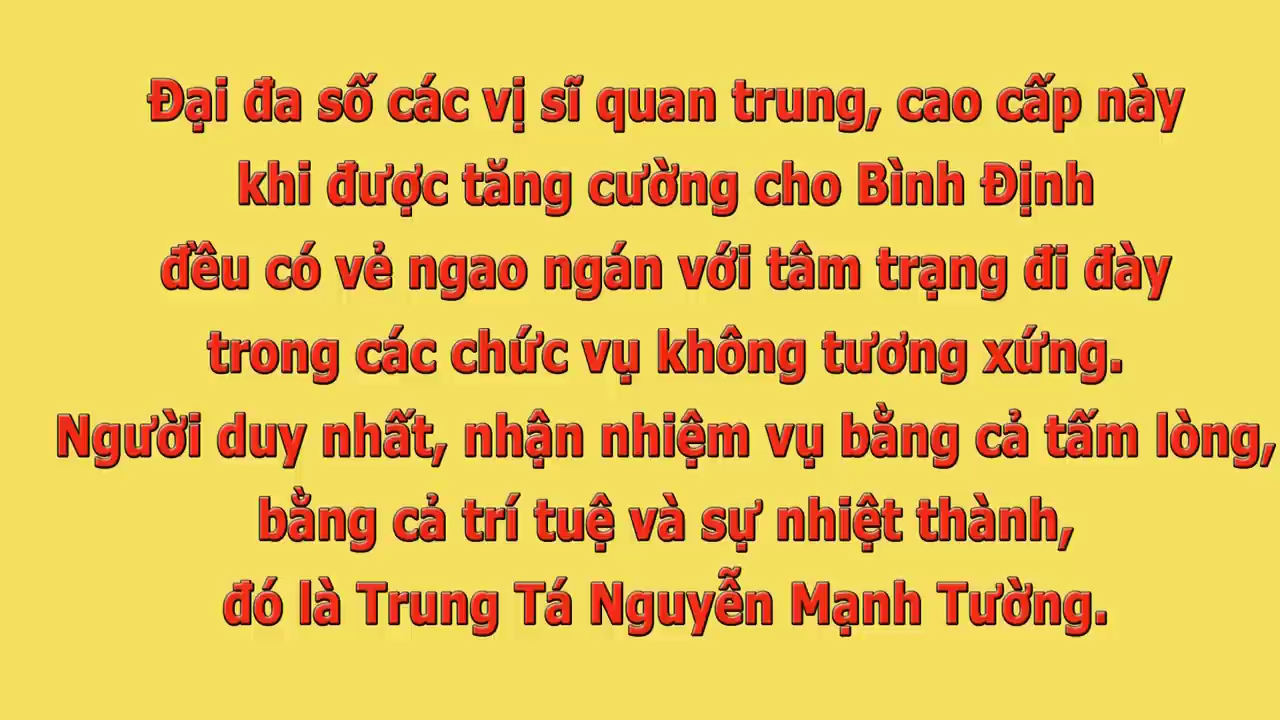 Đại đa số các vị sĩ quan trung, cao cấp này
khi được tăng cường cho Bình Định
đều có vẻ ngao ngán với tâm trạng đi đày
trong các chức vụ không tương xứng.
Người duy nhất, nhận nhiệm vụ bằng cả tấm lòng,
bằng cả trí tuệ và sự nhiệt thành,
đó là Trung Tá Nguyễn Mạnh Tường.